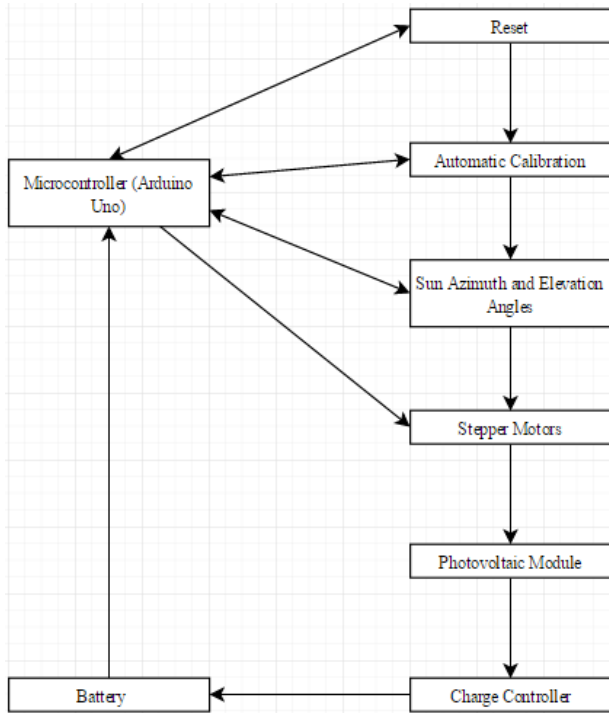 Reset
Automatic Calibration
Microcontroller (Arduino
Uno)
Sun Azimuth and Elevation
Angles
Stepper Motors
Photovoltaic Module
Battery
Charge Controller